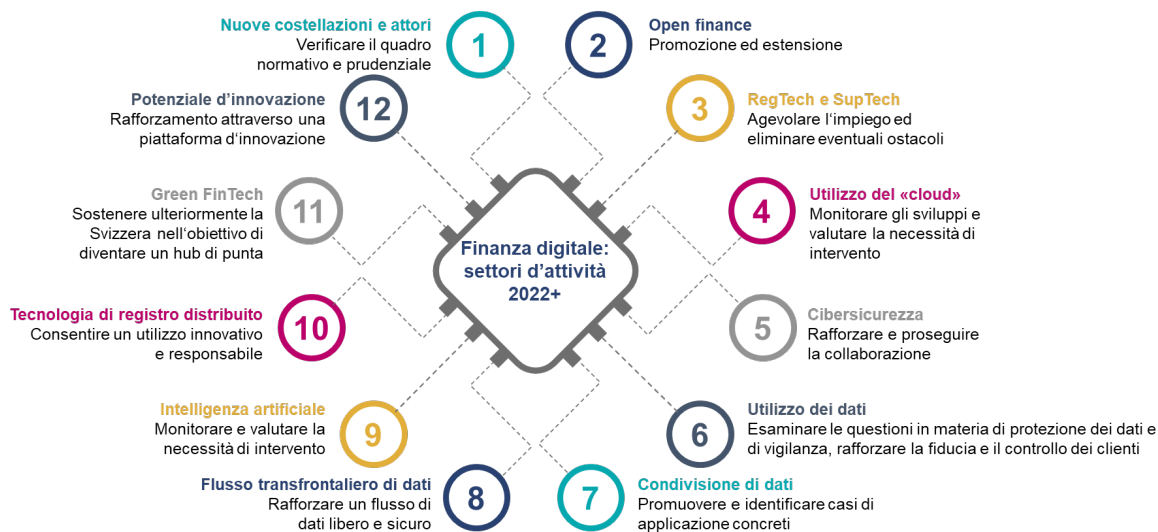 Nuove costellazioni e attori
Verificare il quadro
normativo e prudenziale
1
2
Open finance
Promozione ed estensione
3
RegTech e SupTech
Agevolare l'impiego ed
eliminare eventuali ostacoli
4
Utilizzo del «cloud»
Monitorare gli sviluppi e
valutare la necessità di
intervento
5
Cibersicurezza
Rafforzare e proseguire
la collaborazione
6
Utilizzo dei dati
Esaminare le questioni in materia di protezione dei dati e
di vigilanza, rafforzare la fiducia e il controllo dei clienti
7
Condivisione di dati
Promuovere e identificare casi di
applicazione concreti
8
Flusso transfrontaliero di dati
Rafforzare un flusso di
dati libero e sicuro
9
Intelligenza artificiale
Monitorare e valutare la
necessità di intervento
10
Tecnologia di registro distribuito
Consentire un utilizzo innovativo
e responsabile
11
Green FinTech
Sostenere ulteriormente la
Svizzera nell'obiettivo di
diventare un hub di punta
12
Potenziale d'innovazione
Rafforzamento attraverso una
piattaforma d'innovazione
Finanza digitale:
settori d'attività
2022+